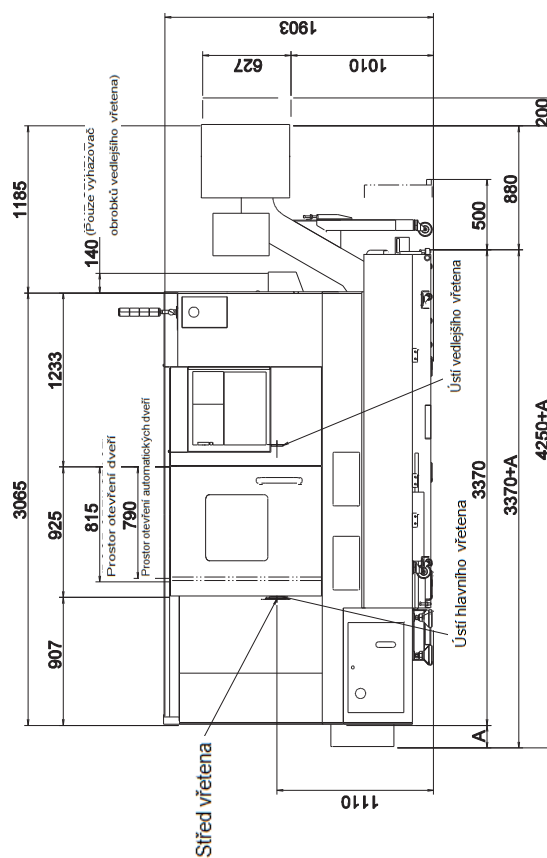 1903
627
1010
200
1185
140
(Pouze vyhazovač
obrobků vedlejšího vřetena)
880
500
3065
1233
925
907
815
Prostor otevření dveří
790
Prostor otevření automatických dveří
Ústí vedlejšího vřetena
Ústí hlavního vřetena
Střed vřetena
3370
3370+A
4250+A
A
1110